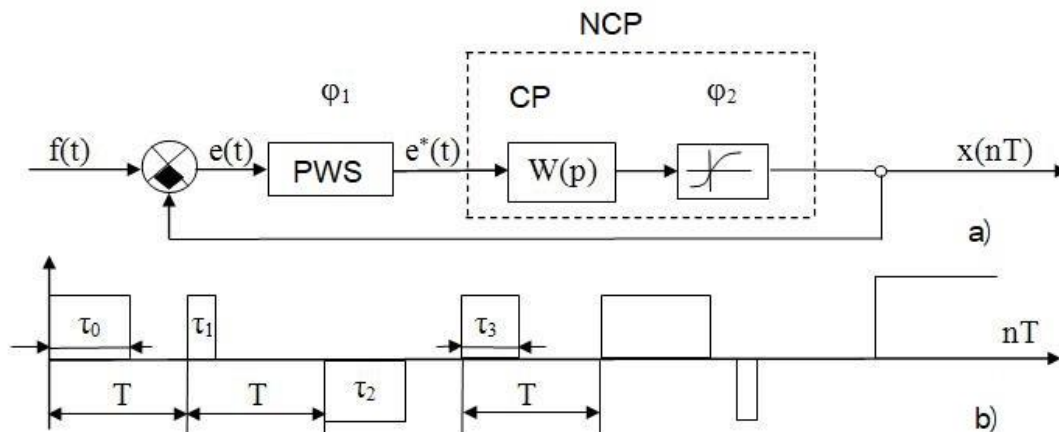 NCP
φ1
CP
φ2
f(t)
e(t)
PWS
e*(t)
W(p)
x(nT)
a)
τ0
τ1
τ3
nT
T
T
τ2
T
b)